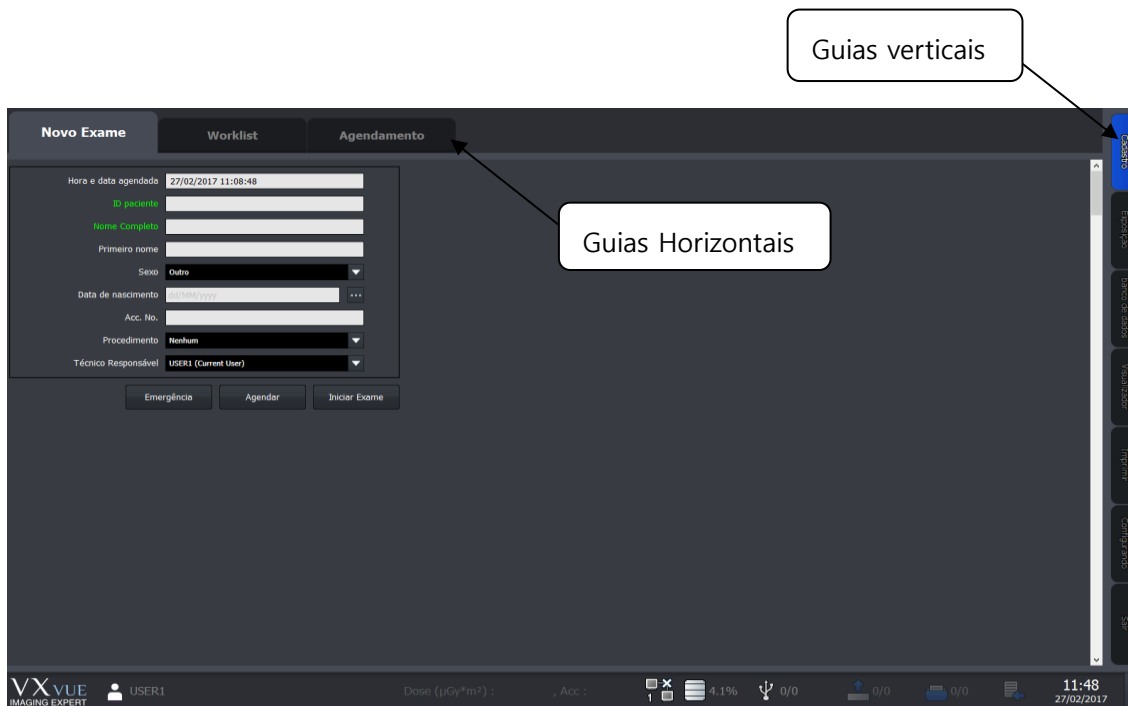 Guias verticais
Novo Exame
Worklist
Agendamento
Cadastro
Guias Horizontais
Hora e data agendada 27/02/2017 11:08:48
ID paciente
Nome Completo
Primeiro nome
Sexo Outro
Data de nascimento dd/MM/yyyy ...
Acc. No.
Procedimento Nenhum
Técnico Responsável USER1 (Current User)
Emergência
Agendar
Iniciar Exame
Exposição
banco de dados
Visualizador
Imprimir
Configurando
Sair
VXVUE
IMAGING EXPERT
USER1
Dose (µGy*m²) :
, Acc :
1
4.1%
0/0
0/0
0/0
11:48
27/02/2017